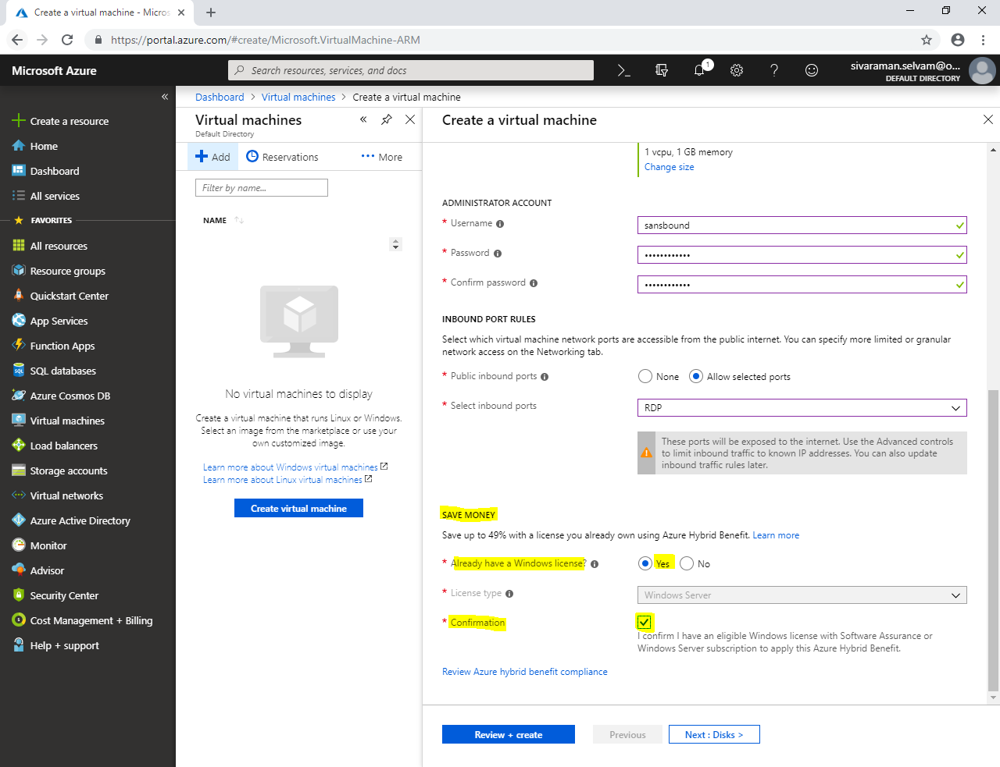 Create a virtual machine - Micros
https://portal.azure.com/#create/Microsoft.VirtualMachine-ARM
Microsoft Azure
Search resources, services, and docs
1
sivaraman.selvam@o...
DEFAULT DIRECTORY
Create a resource
Home
Dashboard
All services
FAVORITES
All resources
Resource groups
Quickstart Center
App Services
Function Apps
SQL databases
Azure Cosmos DB
Virtual machines
Load balancers
Storage accounts
Virtual networks
Azure Active Directory
Monitor
Advisor
Security Center
Cost Management + Billing
Help + support
Dashboard > Virtual machines > Create a virtual machine
Virtual machines
Default Directory
Add Reservations ••• More
Filter by name...
NAME
No virtual machines to display
Create a virtual machine that runs Linux or Windows.
Select an image from the marketplace or use your
own customized image.
Learn more about Windows virtual machines
Learn more about Linux virtual machines
Create virtual machine
Create a virtual machine
1 vcpu, 1 GB memory
Change size
ADMINISTRATOR ACCOUNT
* Username sansbound
* Password ••••••••••••
* Confirm password ••••••••••••
INBOUND PORT RULES
Select which virtual machine network ports are accessible from the public internet. You can specify more limited or granular
network access on the Networking tab.
* Public inbound ports None Allow selected ports
* Select inbound ports RDP
These ports will be exposed to the internet. Use the Advanced controls
to limit inbound traffic to known IP addresses. You can also update
inbound traffic rules later.
SAVE MONEY
Save up to 49% with a license you already own using Azure Hybrid Benefit. Learn more
* Already have a Windows license? Yes No
* License type Windows Server
* Confirmation
I confirm I have an eligible Windows license with Software Assurance or
Windows Server subscription to apply this Azure Hybrid Benefit.
Review Azure hybrid benefit compliance
Review + create Previous Next : Disks >